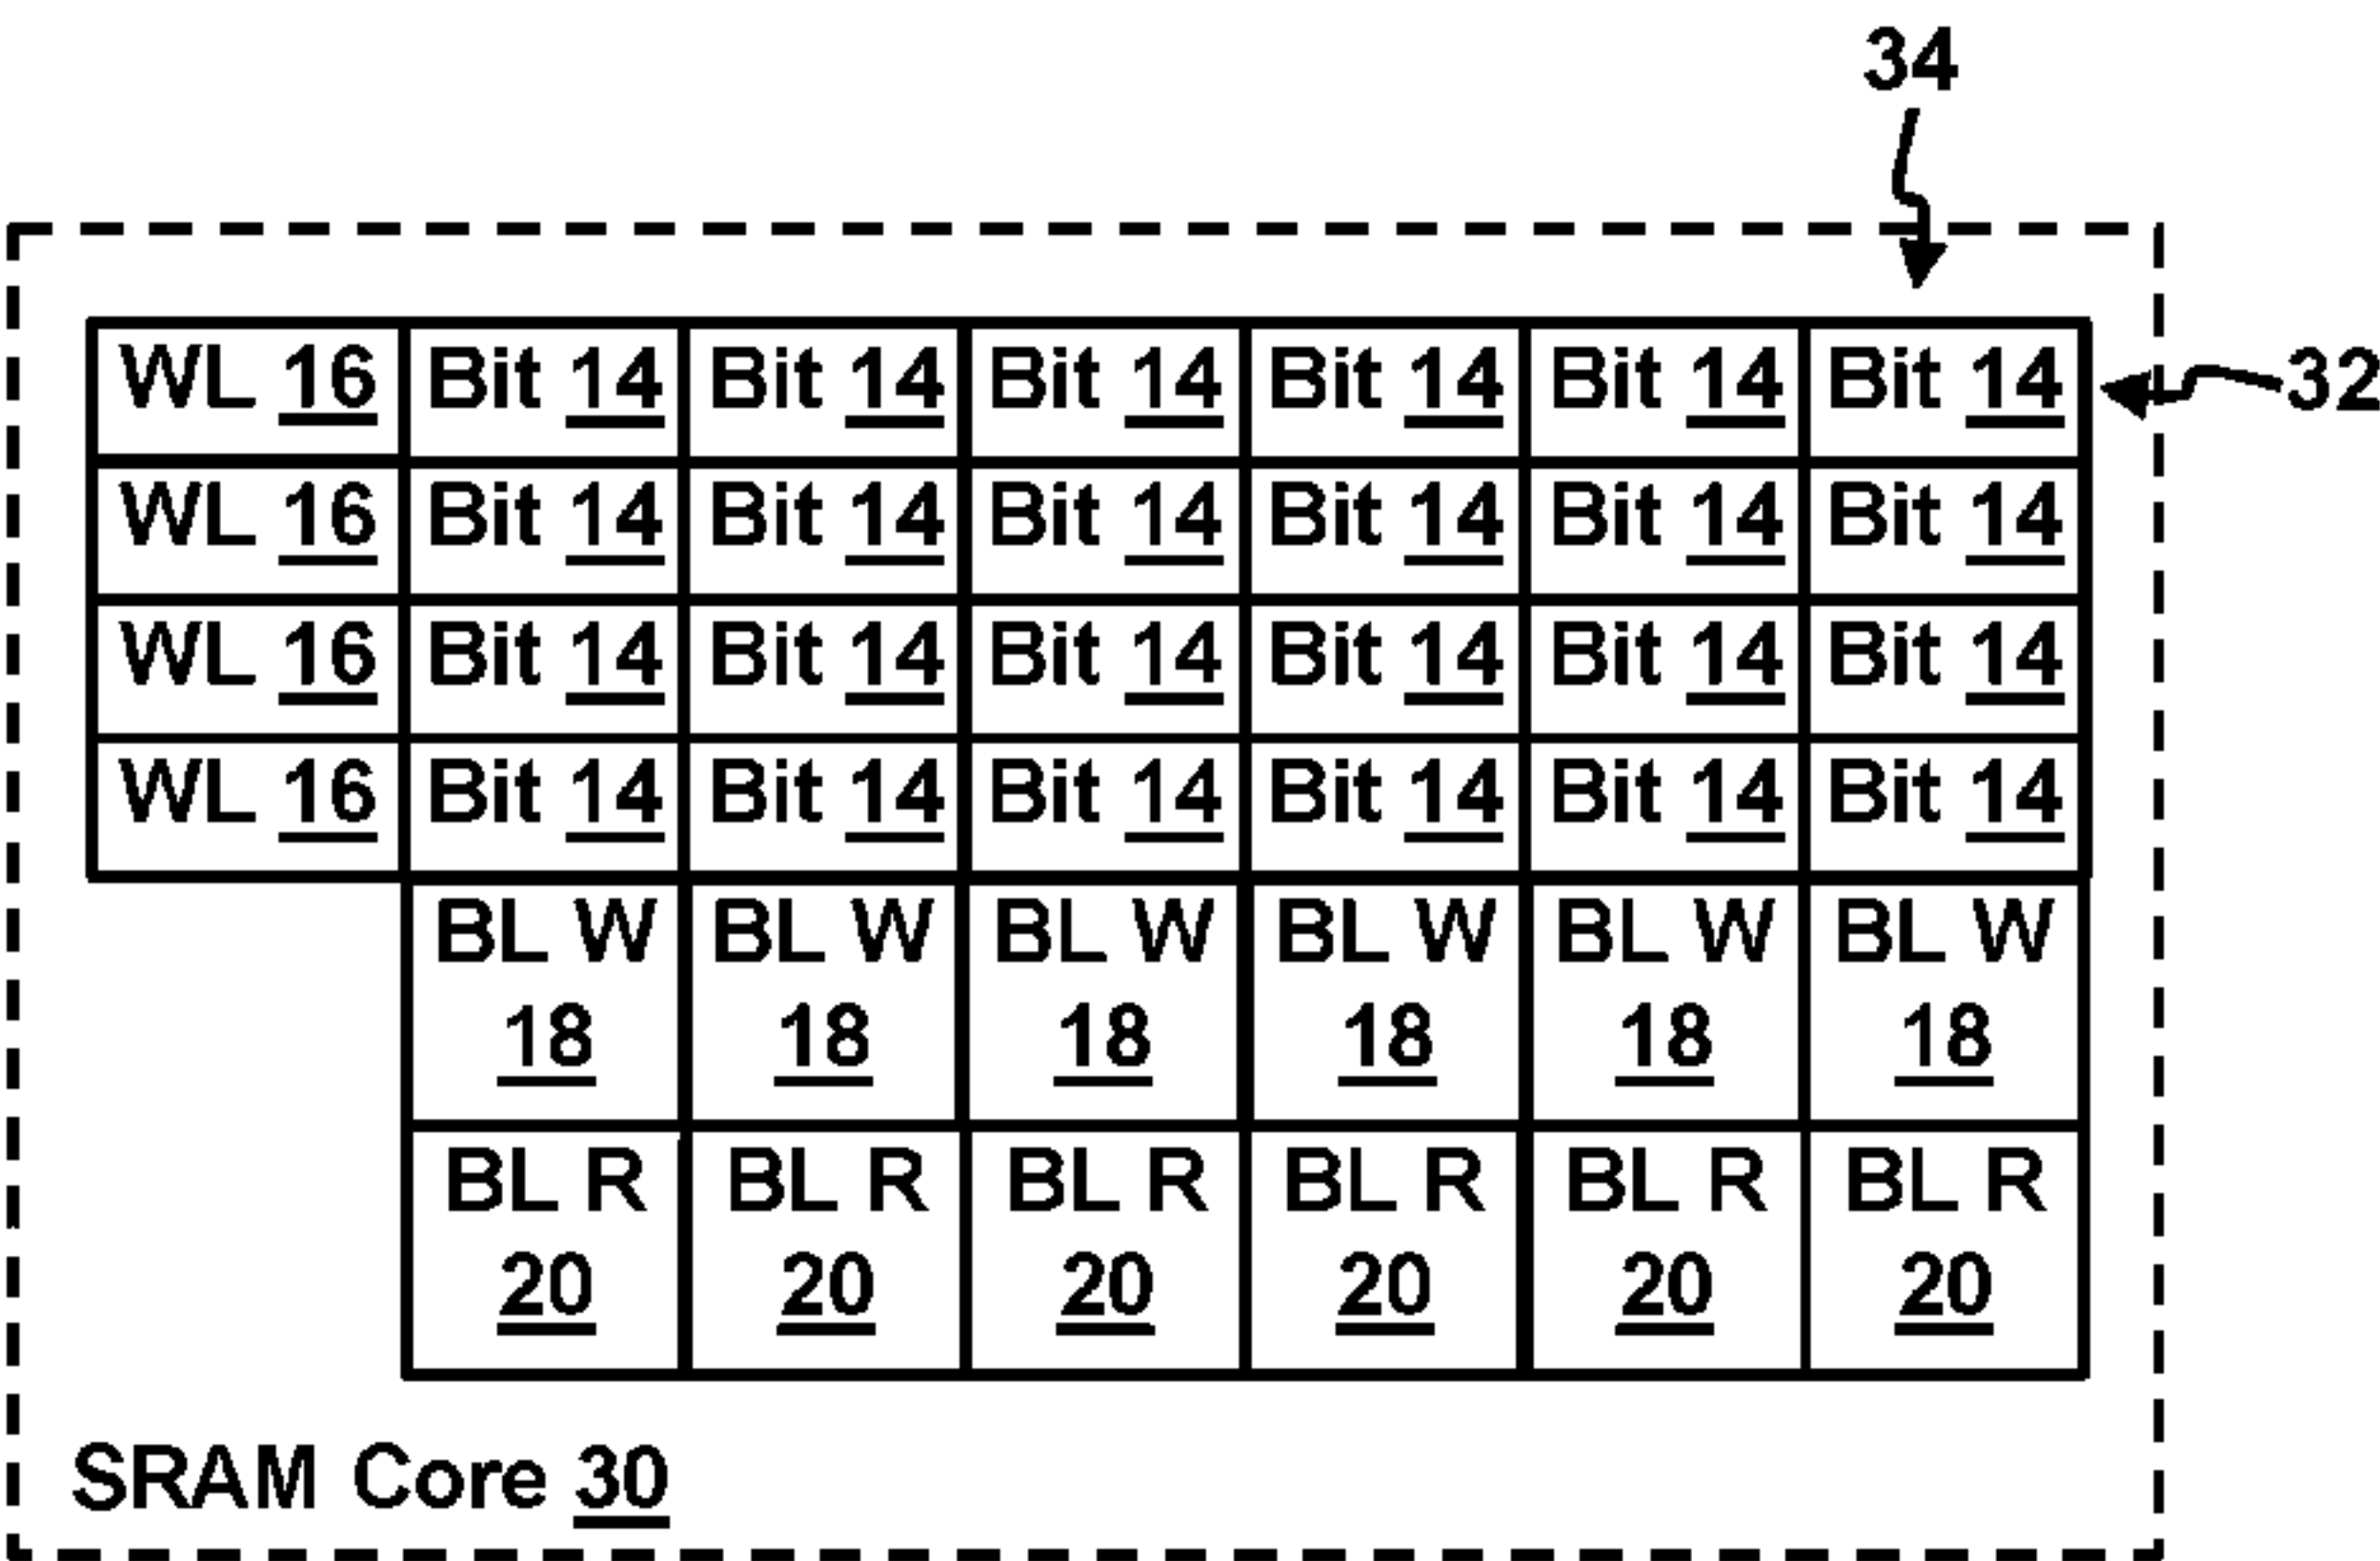 34
WL 16 Bit 14 Bit 14 Bit 14 Bit 14 Bit 14 Bit 14 32
WL 16 Bit 14 Bit 14 Bit 14 Bit 14 Bit 14 Bit 14
WL 16 Bit 14 Bit 14 Bit 14 Bit 14 Bit 14 Bit 14
WL 16 Bit 14 Bit 14 Bit 14 Bit 14 Bit 14 Bit 14
BL W BL W BL W BL W BL W BL W
18 18 18 18 18 18
BL R BL R BL R BL R BL R BL R
20 20 20 20 20 20
SRAM Core 30